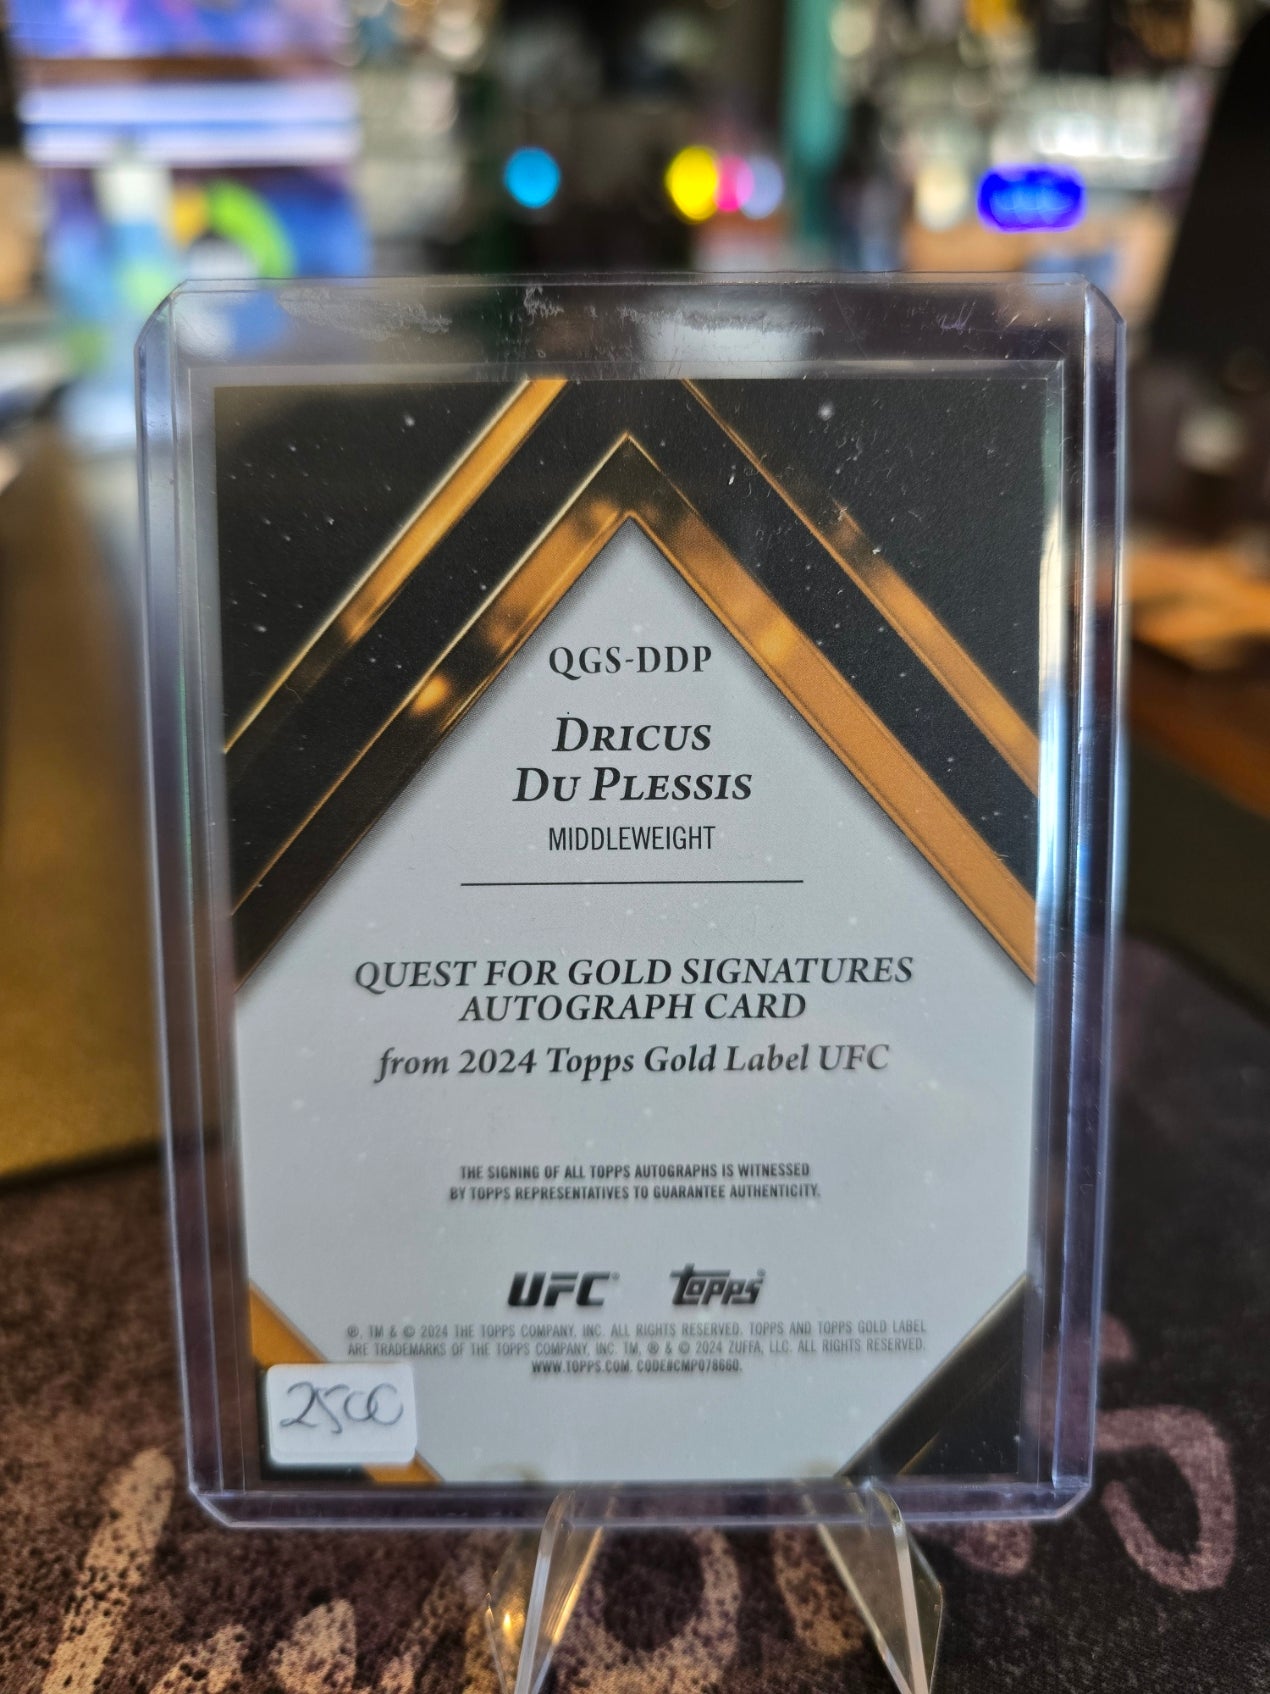 QGS-DDP
DRICUS
DU PLESSIS
MIDDLEWEIGHT
QUEST FOR GOLD SIGNATURES
AUTOGRAPH CARD
from 2024 Topps Gold Label UFC
THE SIGNING OF ALL TOPPS AUTOGRAPHS IS WITNESSED
BY TOPPS REPRESENTATIVES TO GUARANTEE AUTHENTICITY.
UFC® Topps®
®, TM & © 2024 THE TOPPS COMPANY, INC. ALL RIGHTS RESERVED. TOPPS AND TOPPS GOLD LABEL
ARE TRADEMARKS OF THE TOPPS COMPANY, INC. TM, ® & © 2024 ZUFFA, LLC. ALL RIGHTS RESERVED.
WWW.TOPPS.COM. CODE#CMP078660.
2500